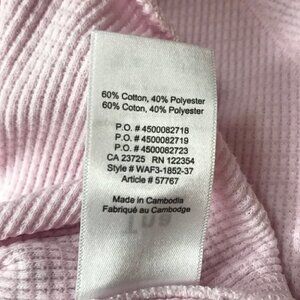 60% Cotton, 40% Polyester
60% Coton, 40% Polyester
P.O. # 4500082718
P.O. # 4500082719
P.O. # 4500082723
CA 23725 RN 122354
Style # WAF3-1852-37
Article # 57767
Made in Cambodia
Fabriqué au Cambodge